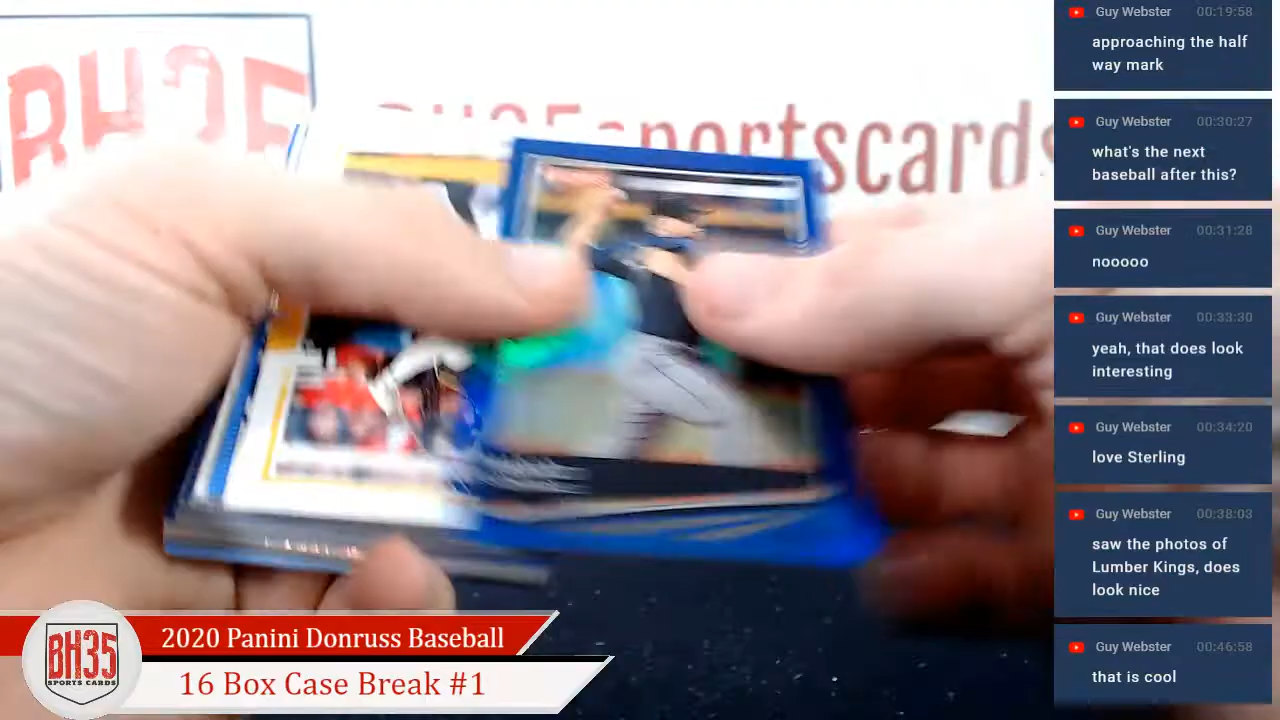 BH35
BH35sportscards
Guy Webster 00:19:58
approaching the half
way mark
Guy Webster 00:30:27
what's the next
baseball after this?
Guy Webster 00:31:28
nooooo
Guy Webster 00:33:30
yeah, that does look
interesting
Guy Webster 00:34:20
love Sterling
Guy Webster 00:38:03
saw the photos of
Lumber Kings, does
look nice
Guy Webster 00:46:58
that is cool
BH35
SPORTS CARDS
2020 Panini Donruss Baseball
16 Box Case Break #1